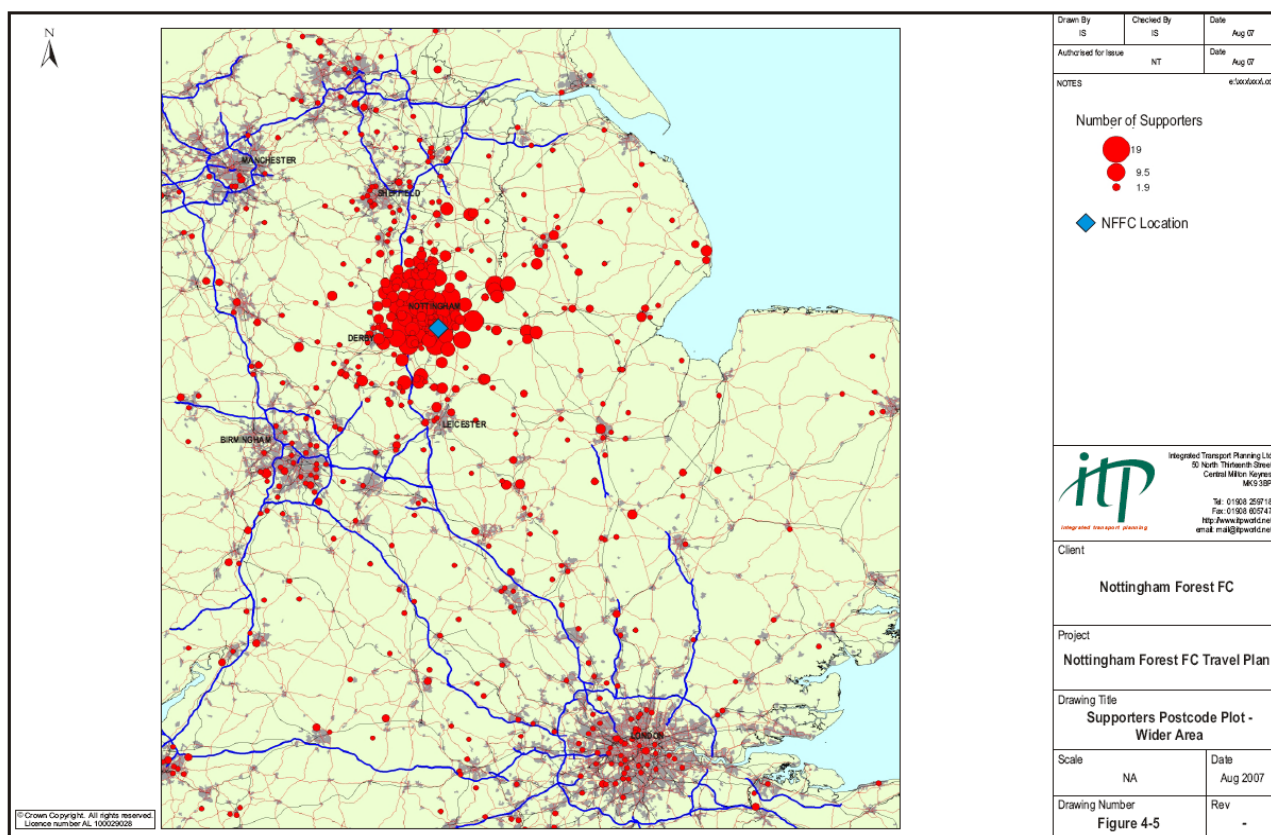 N
MANCHESTER
SHEFFIELD
NOTTINGHAM
DERBY
LEICESTER
BIRMINGHAM
LONDON
© Crown Copyright. All rights reserved.
Licence number AL 100029028
Drawn By
IS
Checked By
IS
Date
Aug 07
Authorised for Issue
NT
Date
Aug 07
NOTES
Number of Supporters
19
9.5
1.9
NFFC Location
itp
integrated transport planning
Integrated Transport Planning Ltd
50 North Thirteenth Street
Central Milton Keynes
MK9 3BP
Tel: 01908 259718
Fax: 01908 605747
http://www.itpworld.net
email: mail@itpworld.net
Client
Nottingham Forest FC
Project
Nottingham Forest FC Travel Plan
Drawing Title
Supporters Postcode Plot -
Wider Area
Scale
NA
Date
Aug 2007
Drawing Number
Figure 4-5
Rev
-